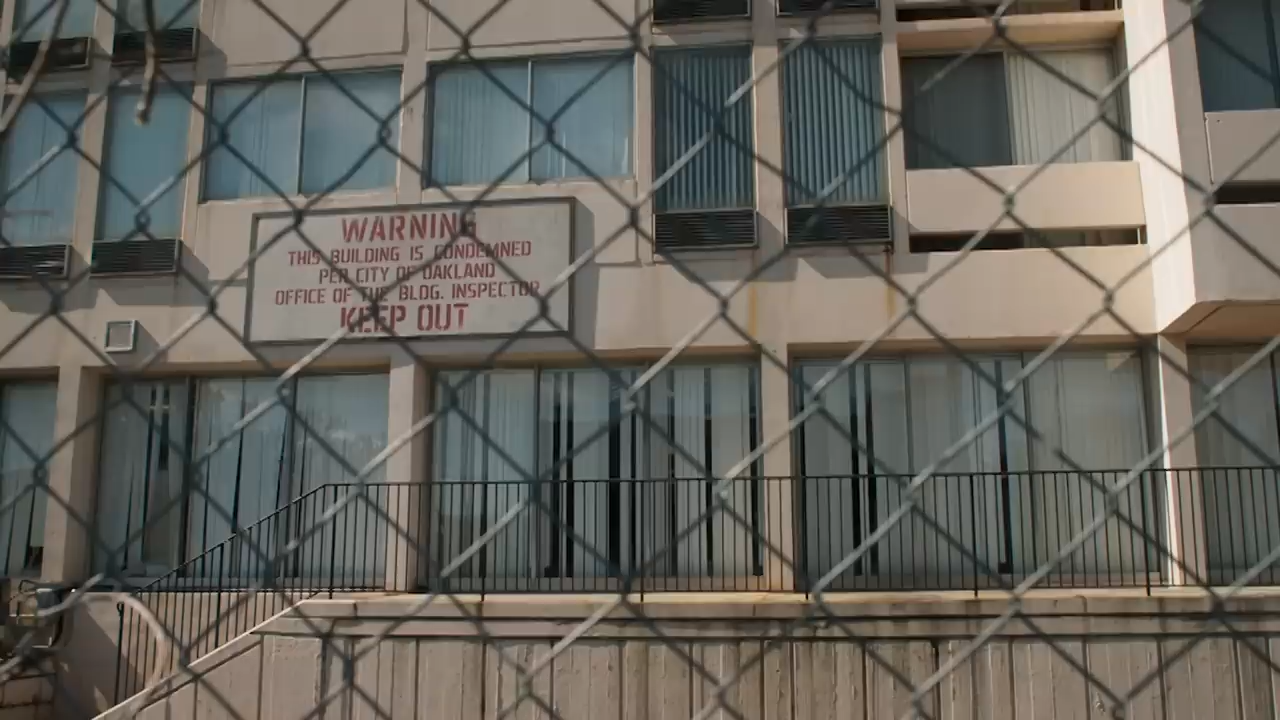 WARNING
THIS BUILDING IS CONDEMNED
PER CITY OF OAKLAND
OFFICE OF THE BLDG. INSPECTOR
KEEP OUT